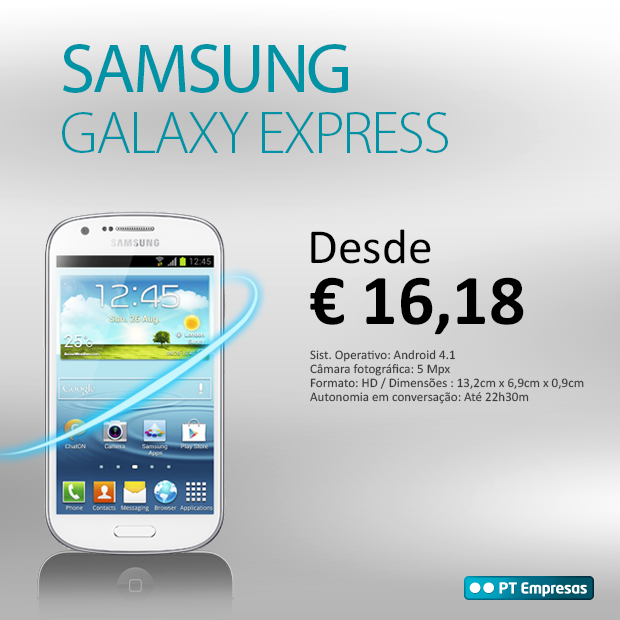 SAMSUNG
GALAXY EXPRESS
Desde
€ 16,18
Sist. Operativo: Android 4.1
Câmara fotográfica: 5 Mpx
Formato: HD / Dimensões : 13,2cm x 6,9cm x 0,9cm
Autonomia em conversação: Até 22h30m
SAMSUNG
12:45
12:45
Sun, 26 Aug
25°
London
Google
ChatON Camera Samsung Apps Play Store
Phone Contacts Messaging Browser Applications
PT Empresas